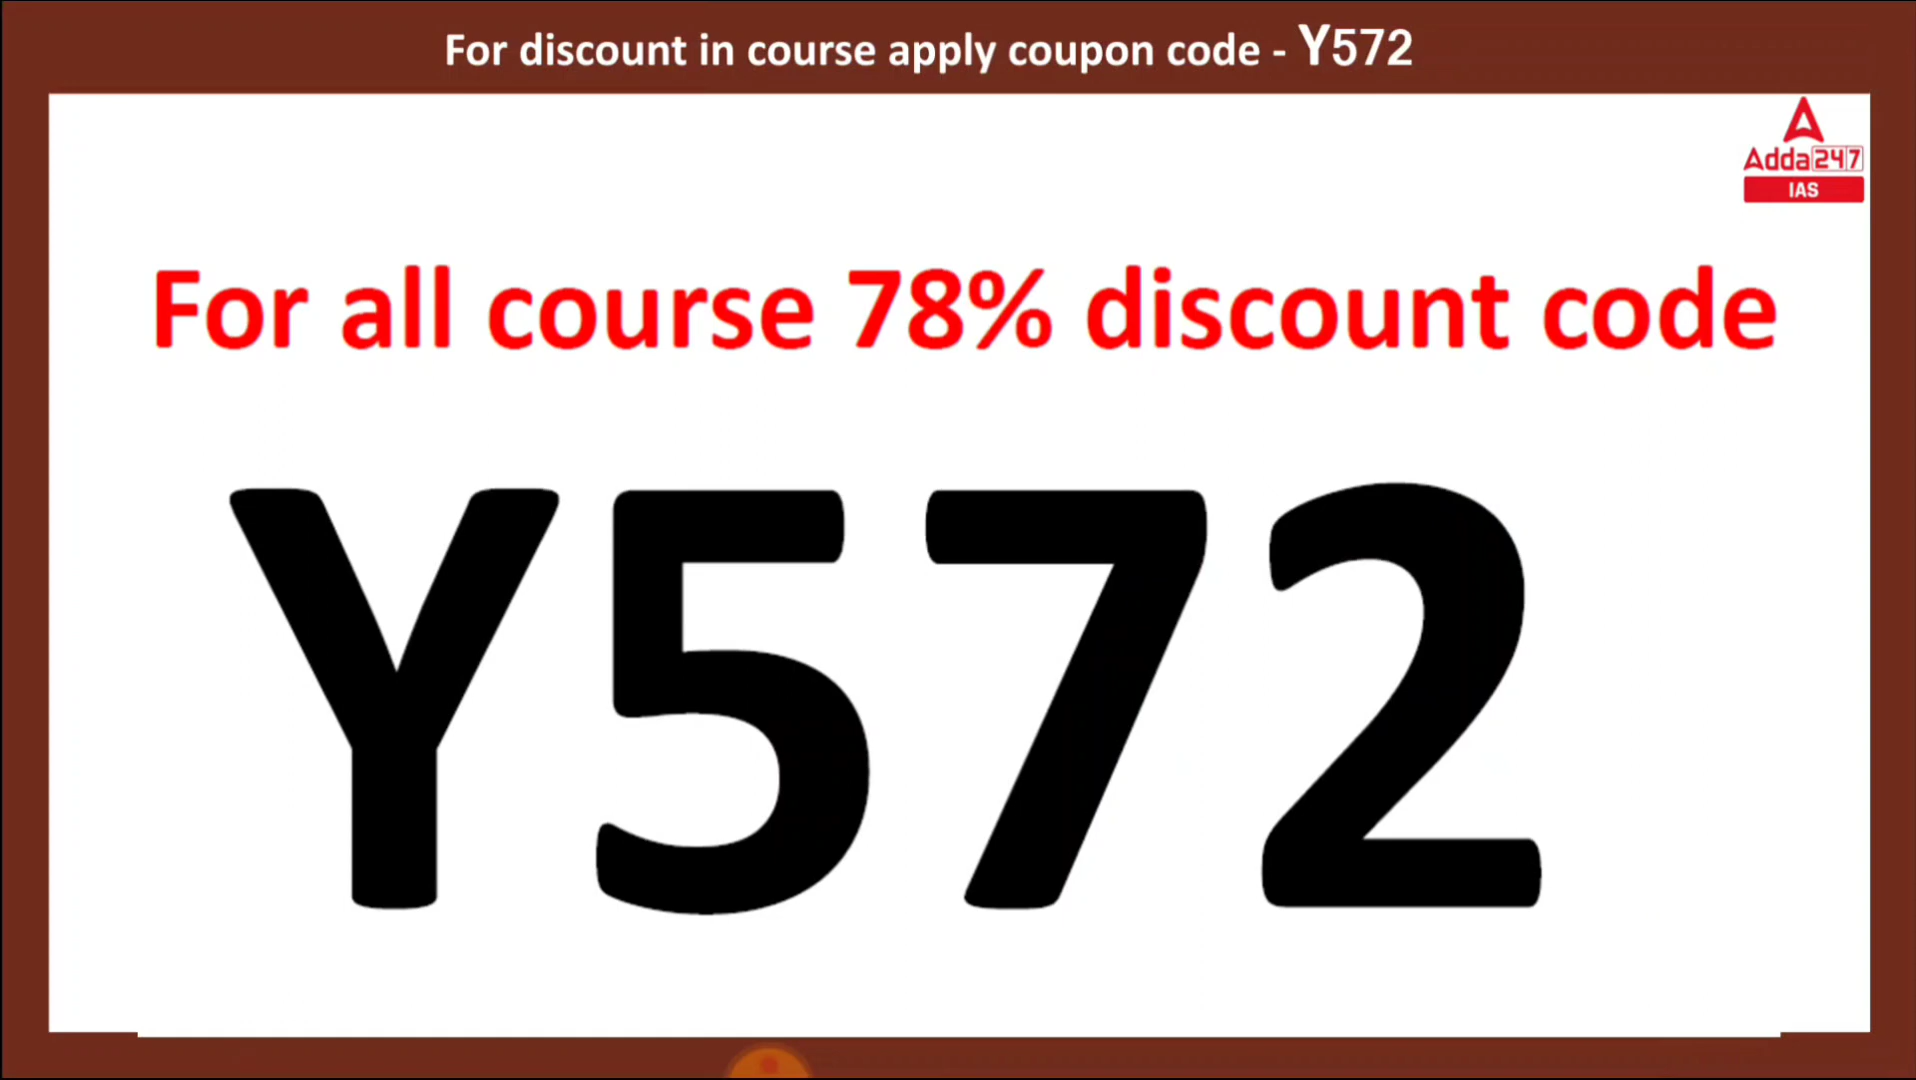 For discount in course apply coupon code - Y572
Adda247
IAS
For all course 78% discount code
Y572